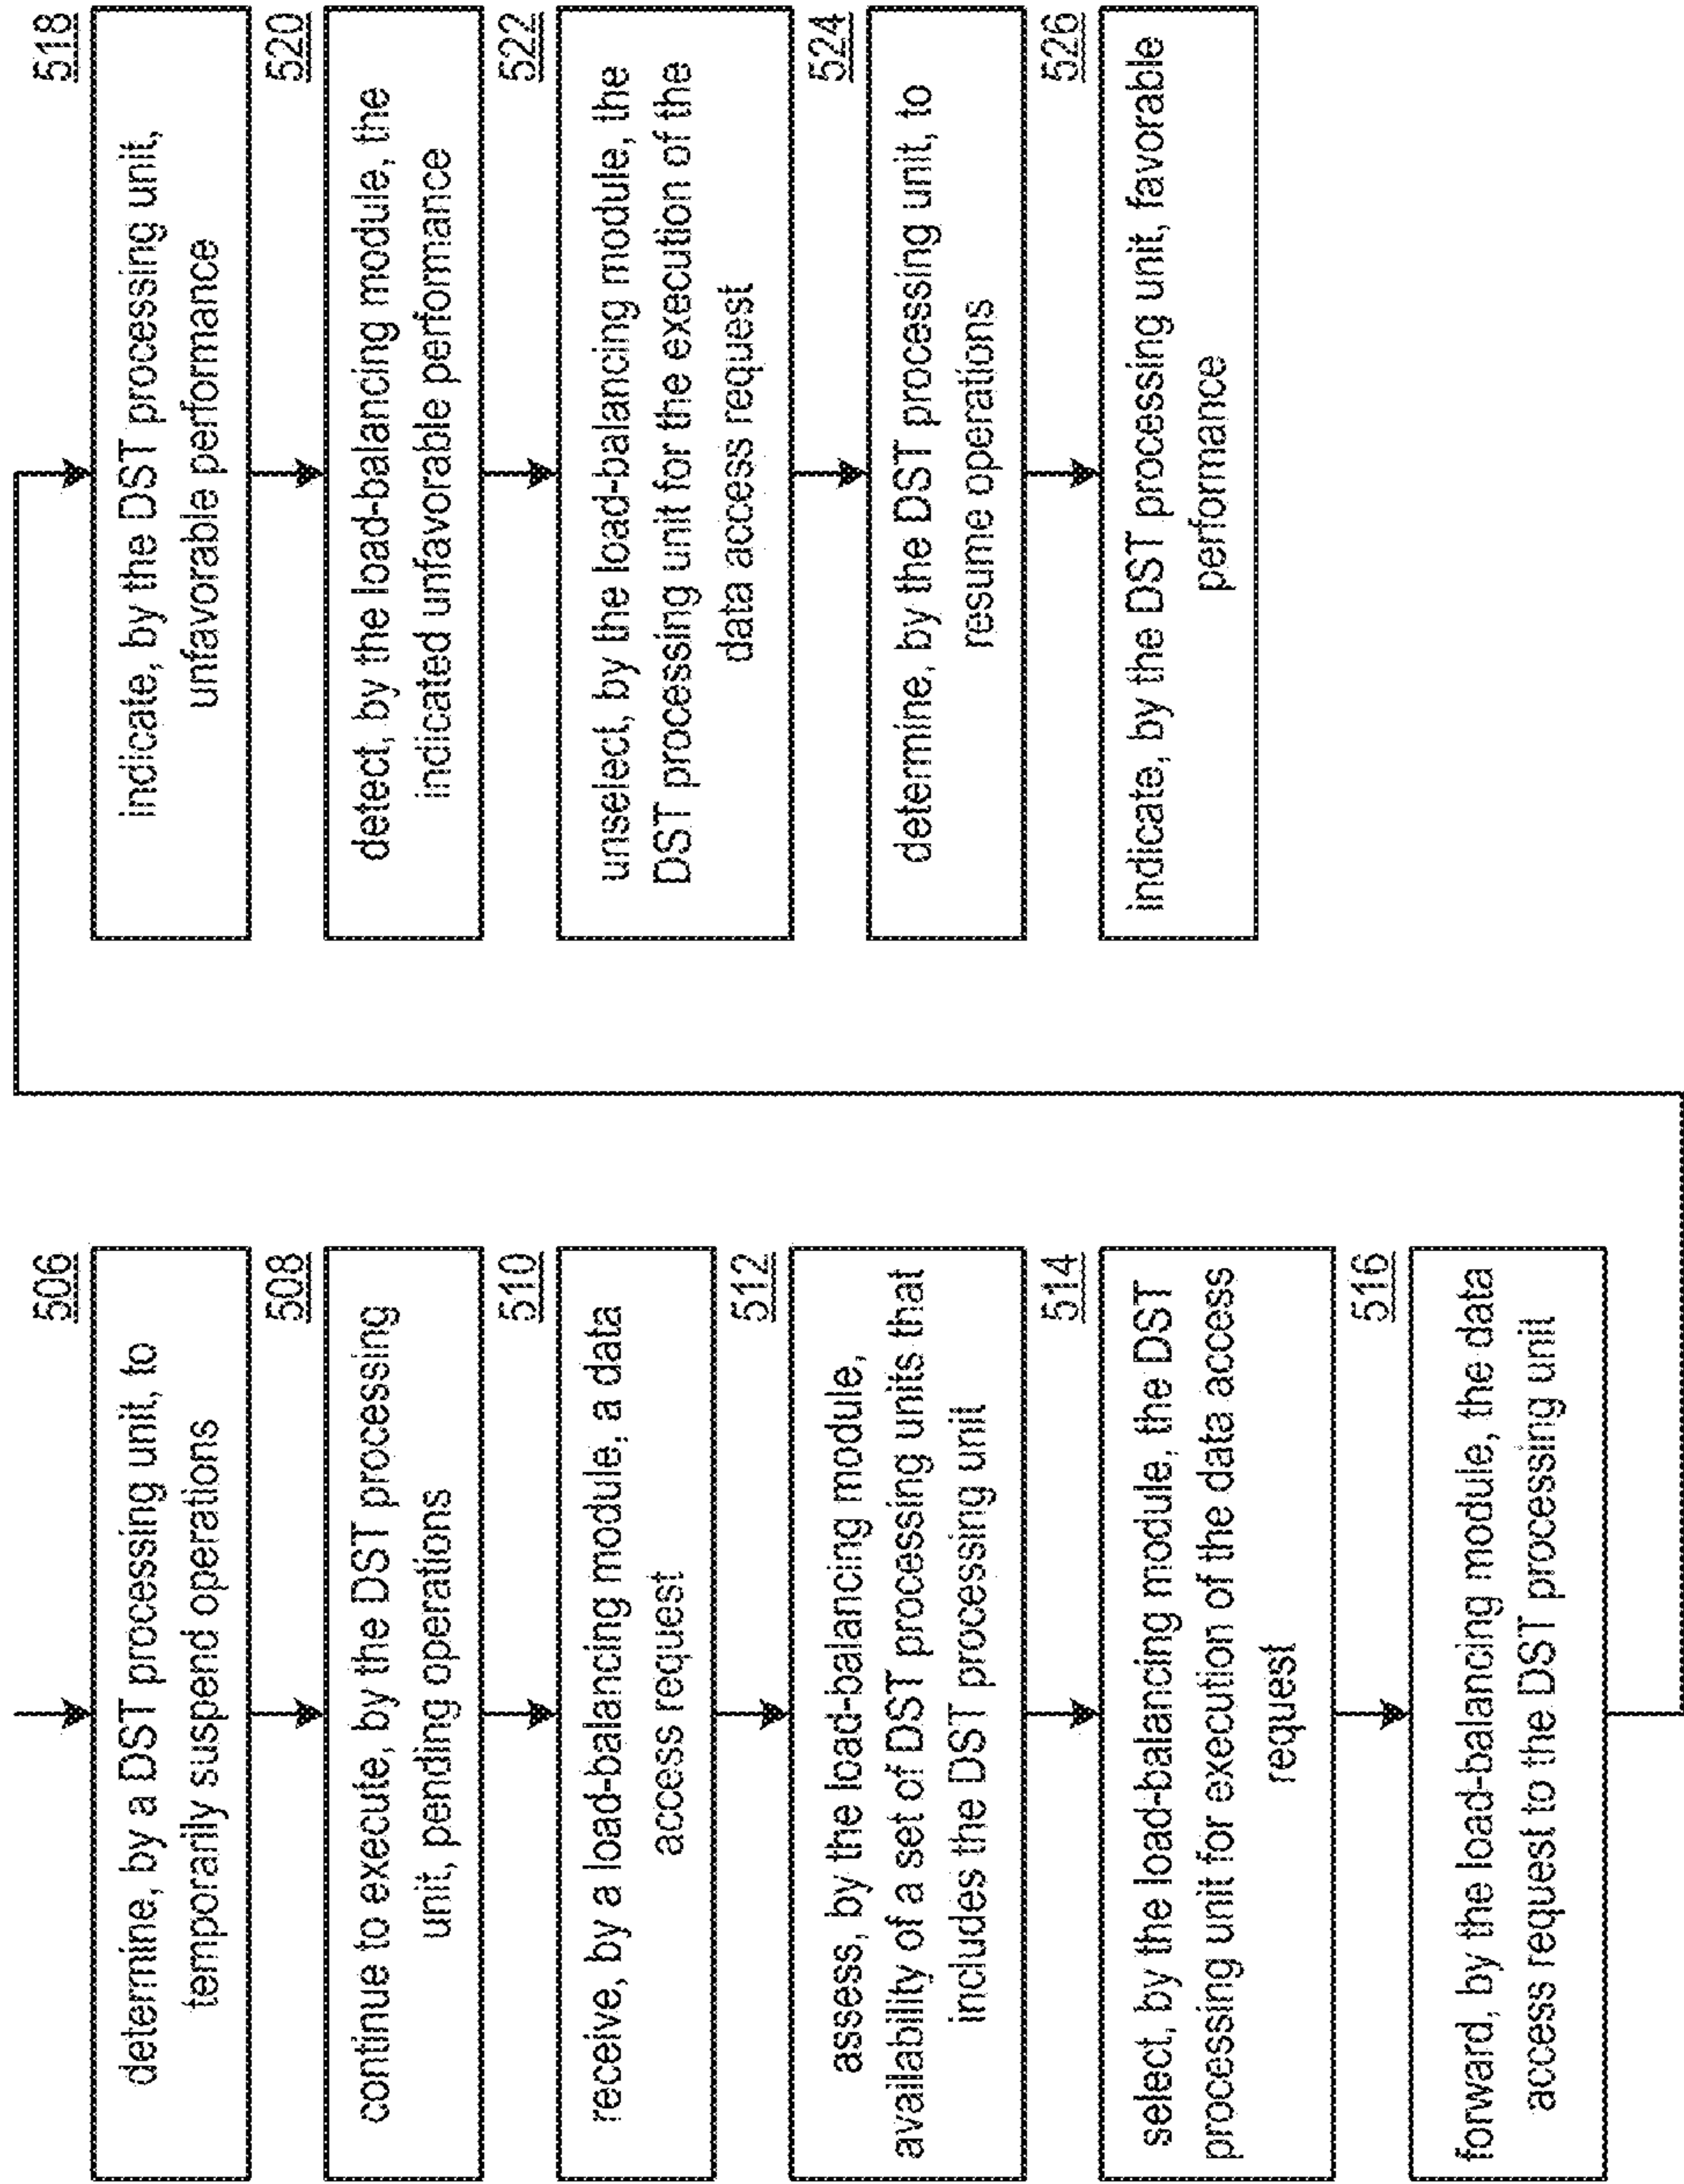 506
determine, by a DST processing unit, to
temporarily suspend operations
508
continue to execute, by the DST processing
unit, pending operations
510
receive, by a load-balancing module, a data
access request
512
assess, by the load-balancing module,
availability of a set of DST processing units that
includes the DST processing unit
514
select, by the load-balancing module, the DST
processing unit for execution of the data access
request
516
forward, by the load-balancing module, the data
access request to the DST processing unit
518
indicate, by the DST processing unit,
unfavorable performance
520
detect, by the load-balancing module, the
indicated unfavorable performance
522
unselect, by the load-balancing module, the
DST processing unit for the execution of the
data access request
524
determine, by the DST processing unit, to
resume operations
526
indicate, by the DST processing unit, favorable
performance